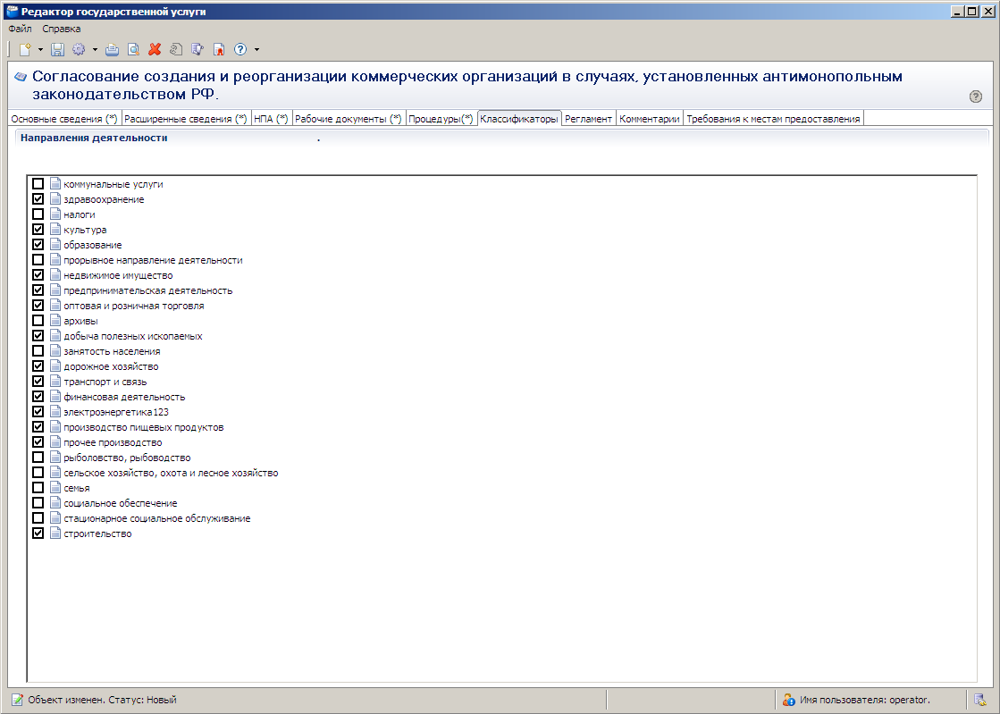 Редактор государственной услуги
Файл Справка
Согласование создания и реорганизации коммерческих организаций в случаях, установленных антимонопольным
законодательством РФ.
Основные сведения (*) Расширенные сведения (*) НПА (*) Рабочие документы (*) Процедуры(*) Классификаторы Регламент Комментарии Требования к местам предоставления
Направления деятельности .
коммунальные услуги
здравоохранение
налоги
культура
образование
прорывное направление деятельности
недвижимое имущество
предпринимательская деятельность
оптовая и розничная торговля
архивы
добыча полезных ископаемых
занятость населения
дорожное хозяйство
транспорт и связь
финансовая деятельность
электроэнергетика123
производство пищевых продуктов
прочее производство
рыболовство, рыбоводство
сельское хозяйство, охота и лесное хозяйство
семья
социальное обеспечение
стационарное социальное обслуживание
строительство
Объект изменен. Статус: Новый
Имя пользователя: operator.